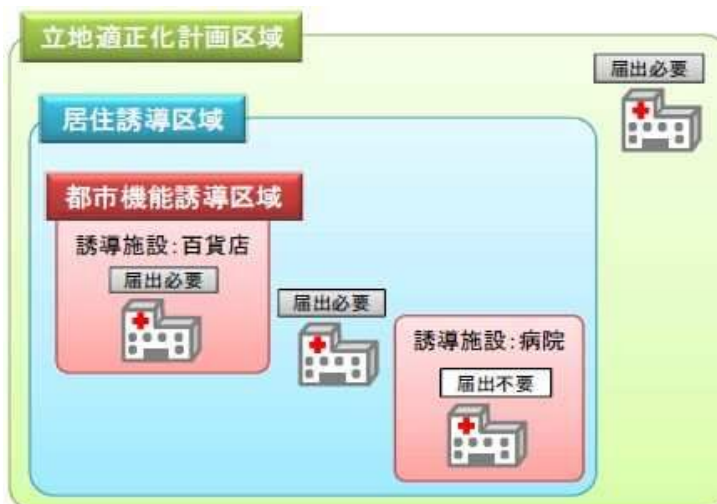 立地適正化計画区域
届出必要
居住誘導区域
都市機能誘導区域
誘導施設:百貨店
届出必要
届出必要
誘導施設:病院
届出不要